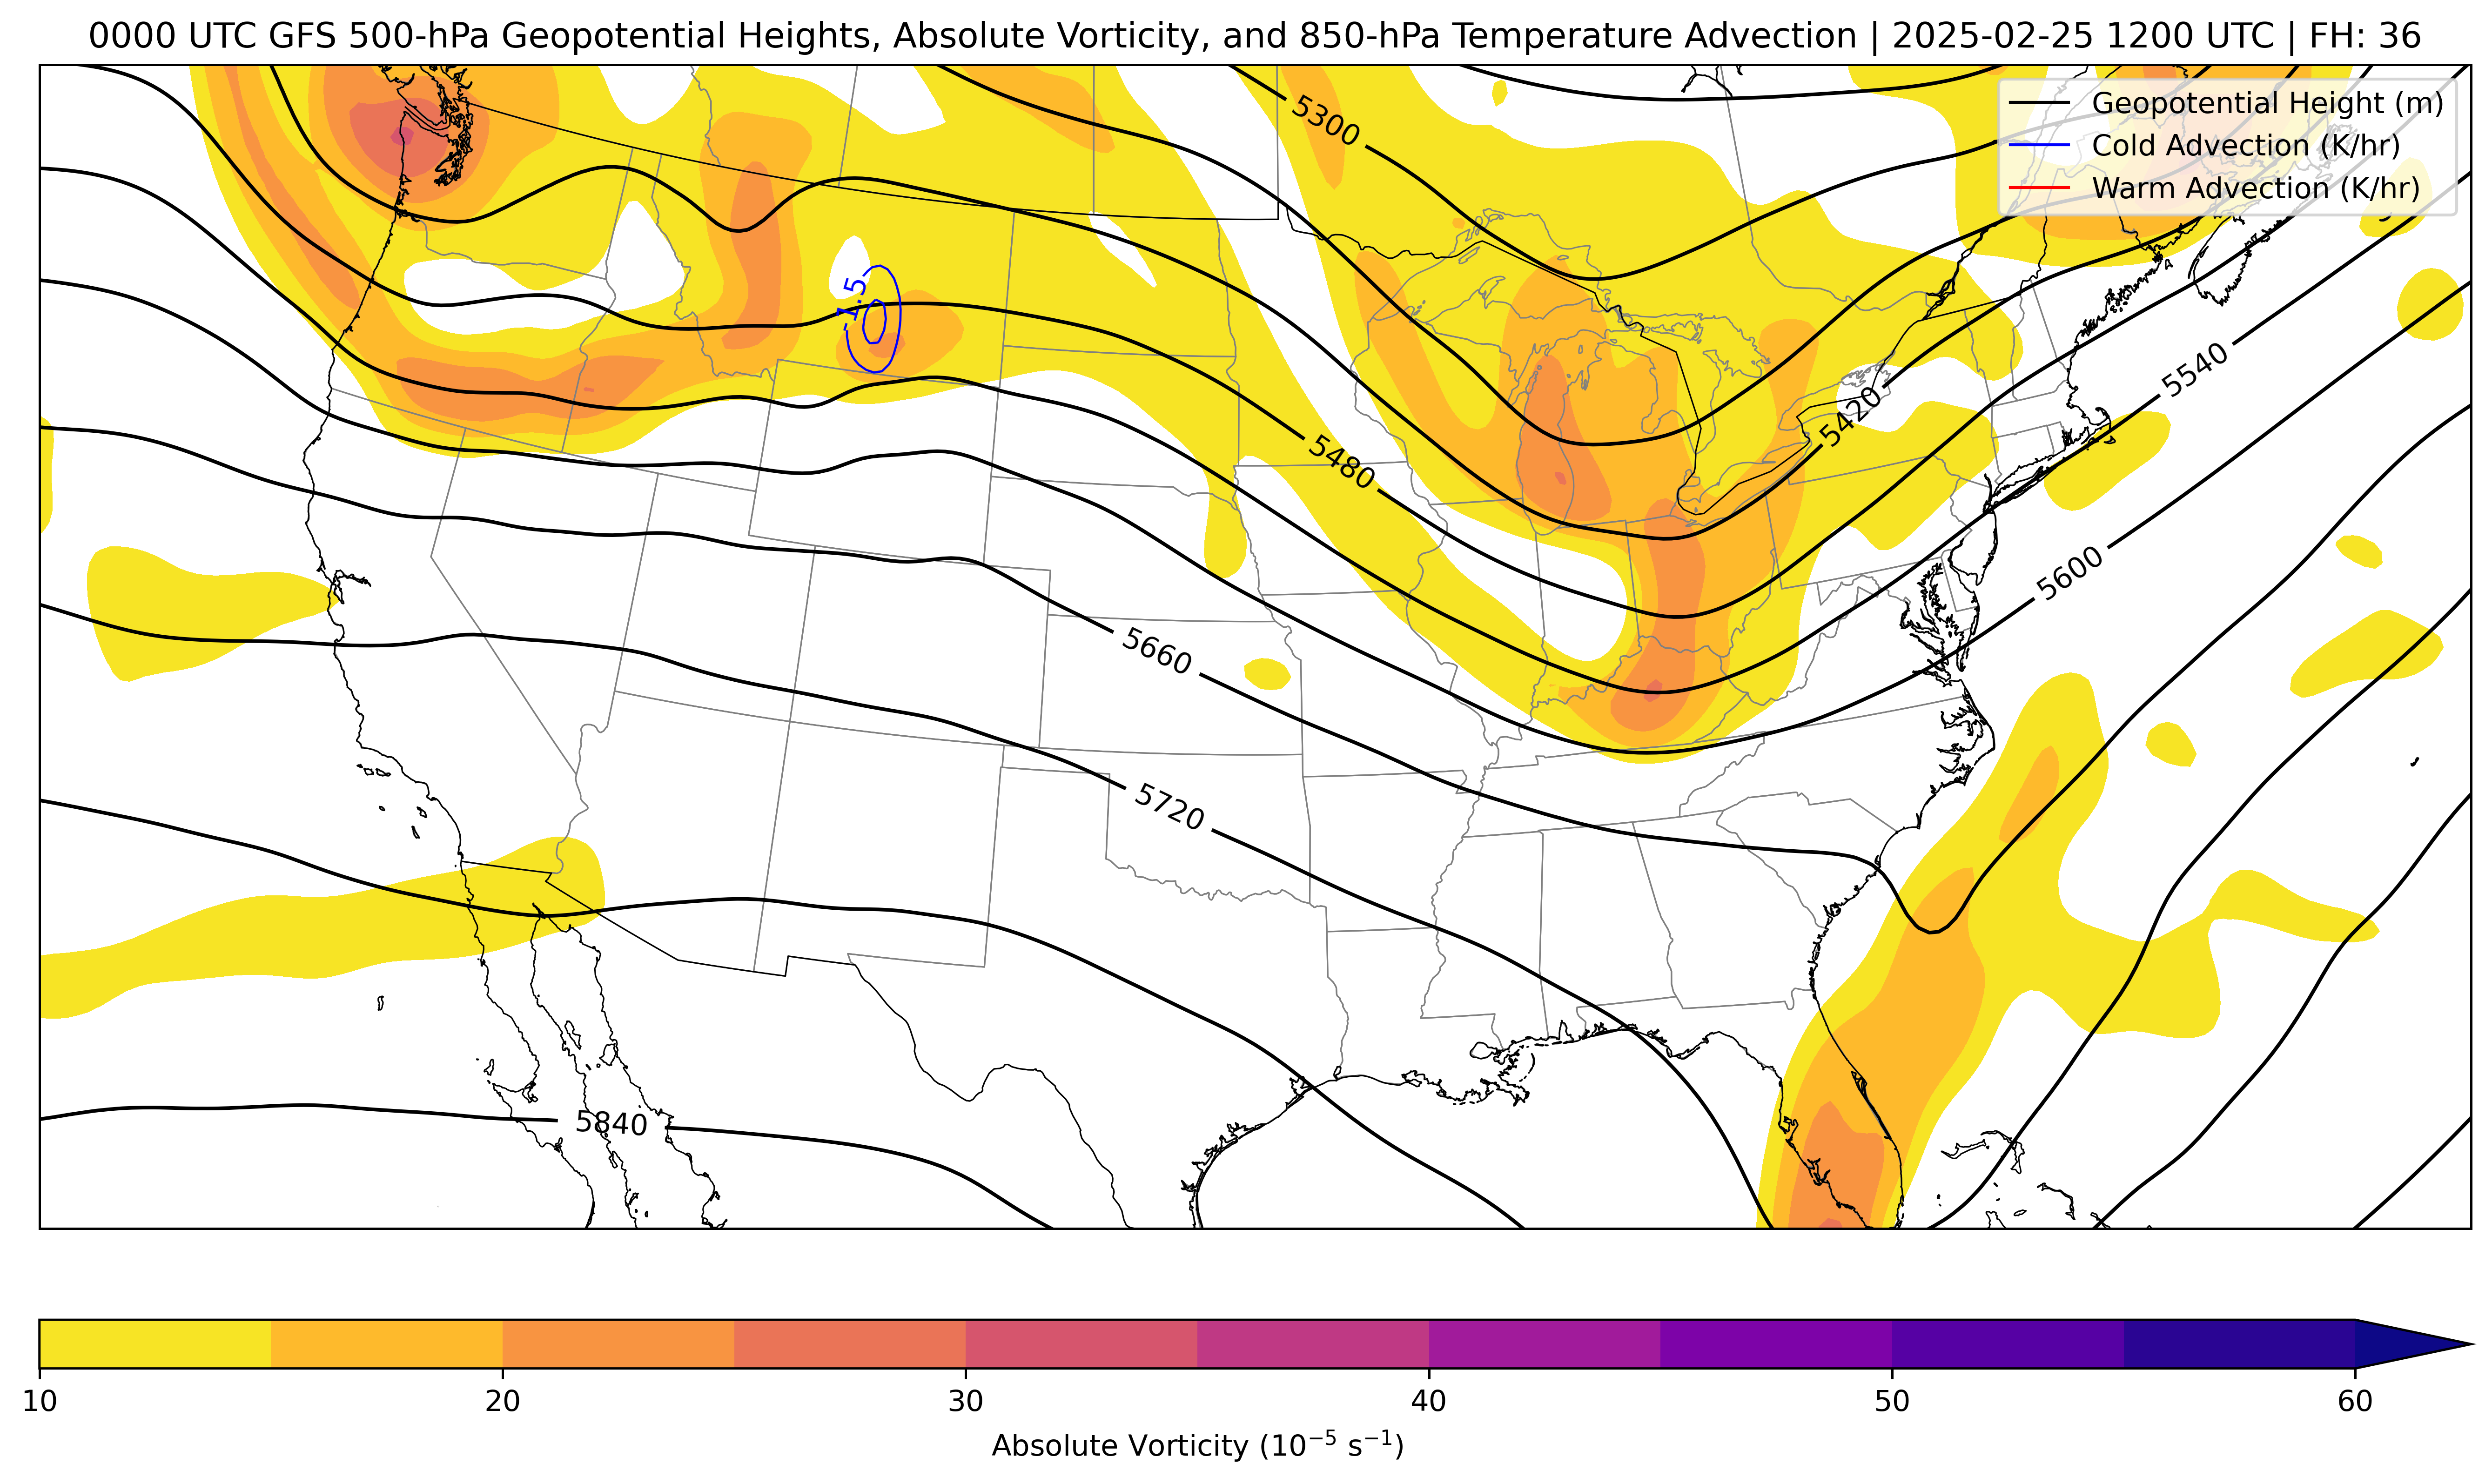 0000 UTC GFS 500-hPa Geopotential Heights, Absolute Vorticity, and 850-hPa Temperature Advection | 2025-02-25 1200 UTC | FH: 36
Geopotential Height (m)
Cold Advection (K/hr)
Warm Advection (K/hr)
5300
-1.5
5540
5420
5480
5600
5660
5720
5840
10 20 30 40 50 60
Absolute Vorticity (10⁻⁵ s⁻¹)